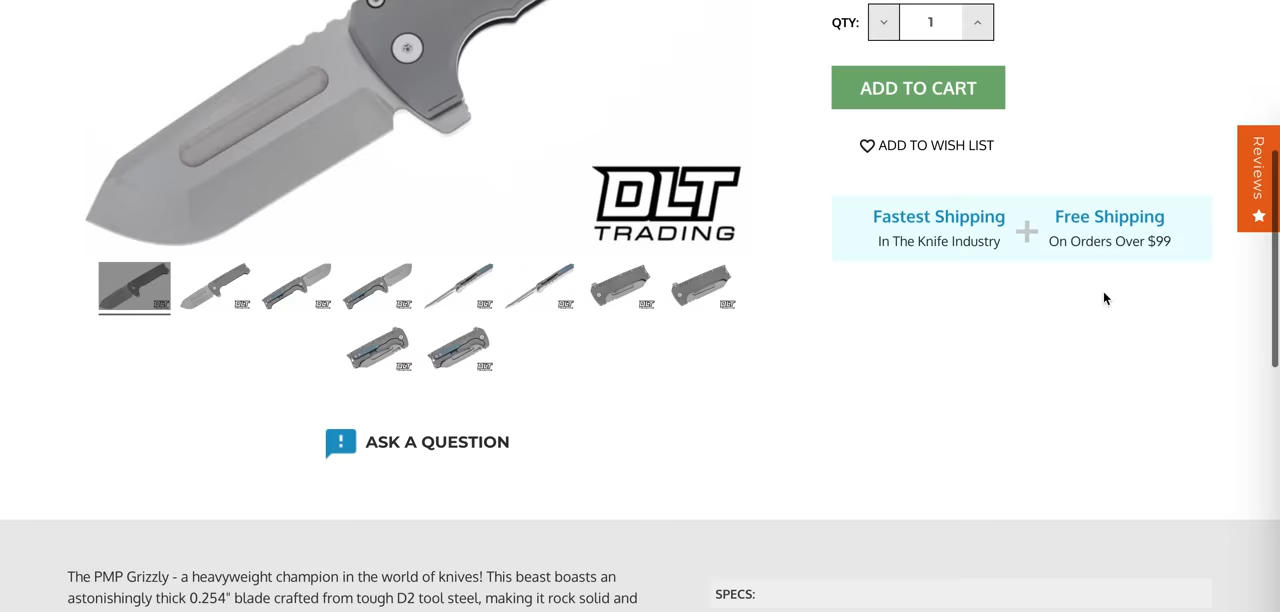 QTY:
1
ADD TO CART
ADD TO WISH LIST
Reviews
Fastest Shipping
In The Knife Industry
Free Shipping
On Orders Over $99
DLT
TRADING
ASK A QUESTION
The PMP Grizzly - a heavyweight champion in the world of knives! This beast boasts an
astonishingly thick 0.254" blade crafted from tough D2 tool steel, making it rock solid and
SPECS: